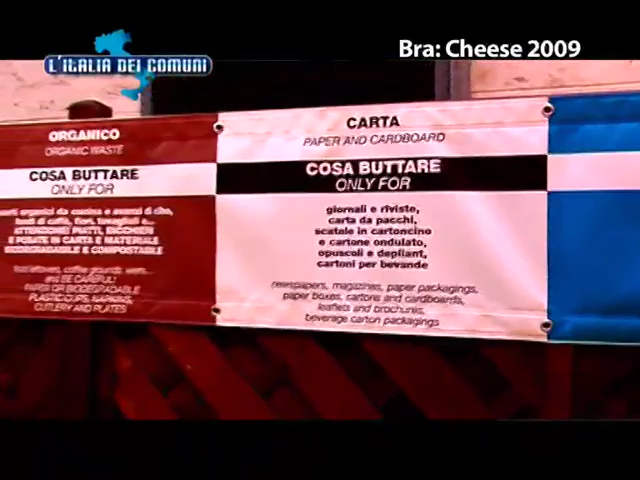 L'ITALIA DEI COMUNI
Bra: Cheese 2009
ORGANICO
ORGANIC WASTE
COSA BUTTARE
ONLY FOR
ATTENZIONE! PIATTI, BICCHIERI
E POSATE IN CARTA E MATERIALE
BIODEGRADABILE E COMPOSTABILE
PLASTIC CUPS, NAPKINS,
CUTLERY AND PLATES
CARTA
PAPER AND CARDBOARD
COSA BUTTARE
ONLY FOR
giornali e riviste,
carta da pacchi,
scatole in cartoncino
e cartone ondulato,
opuscoli e depliant,
cartoni per bevande
newspapers, magazines, paper packagings,
paper boxes, cartons and cardboards,
leaflets and brochures,
beverage carton packagings